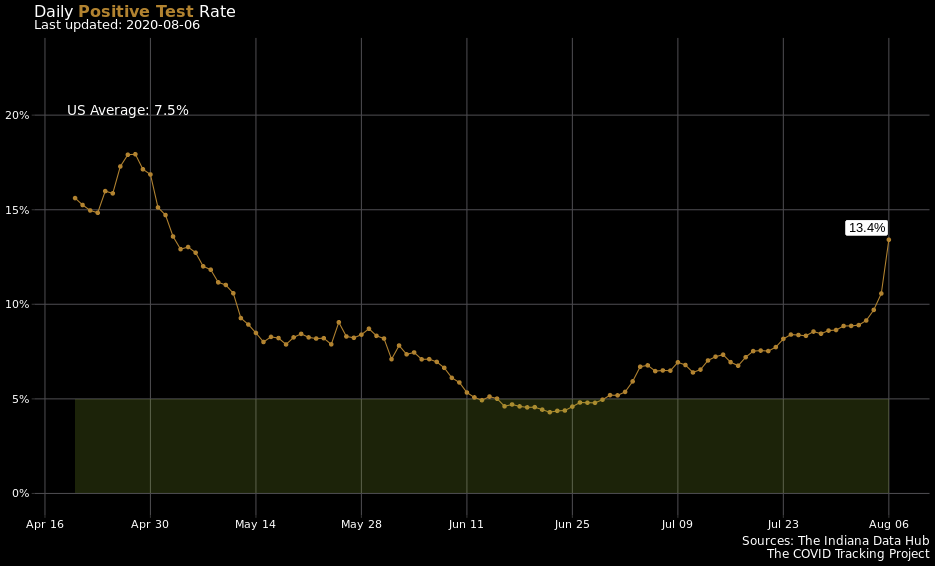 Daily Positive Test Rate
Last updated: 2020-08-06
US Average: 7.5%
20%
15%
13.4%
10%
5%
0%
Apr 16 Apr 30 May 14 May 28 Jun 11 Jun 25 Jul 09 Jul 23 Aug 06
Sources: The Indiana Data Hub
The COVID Tracking Project